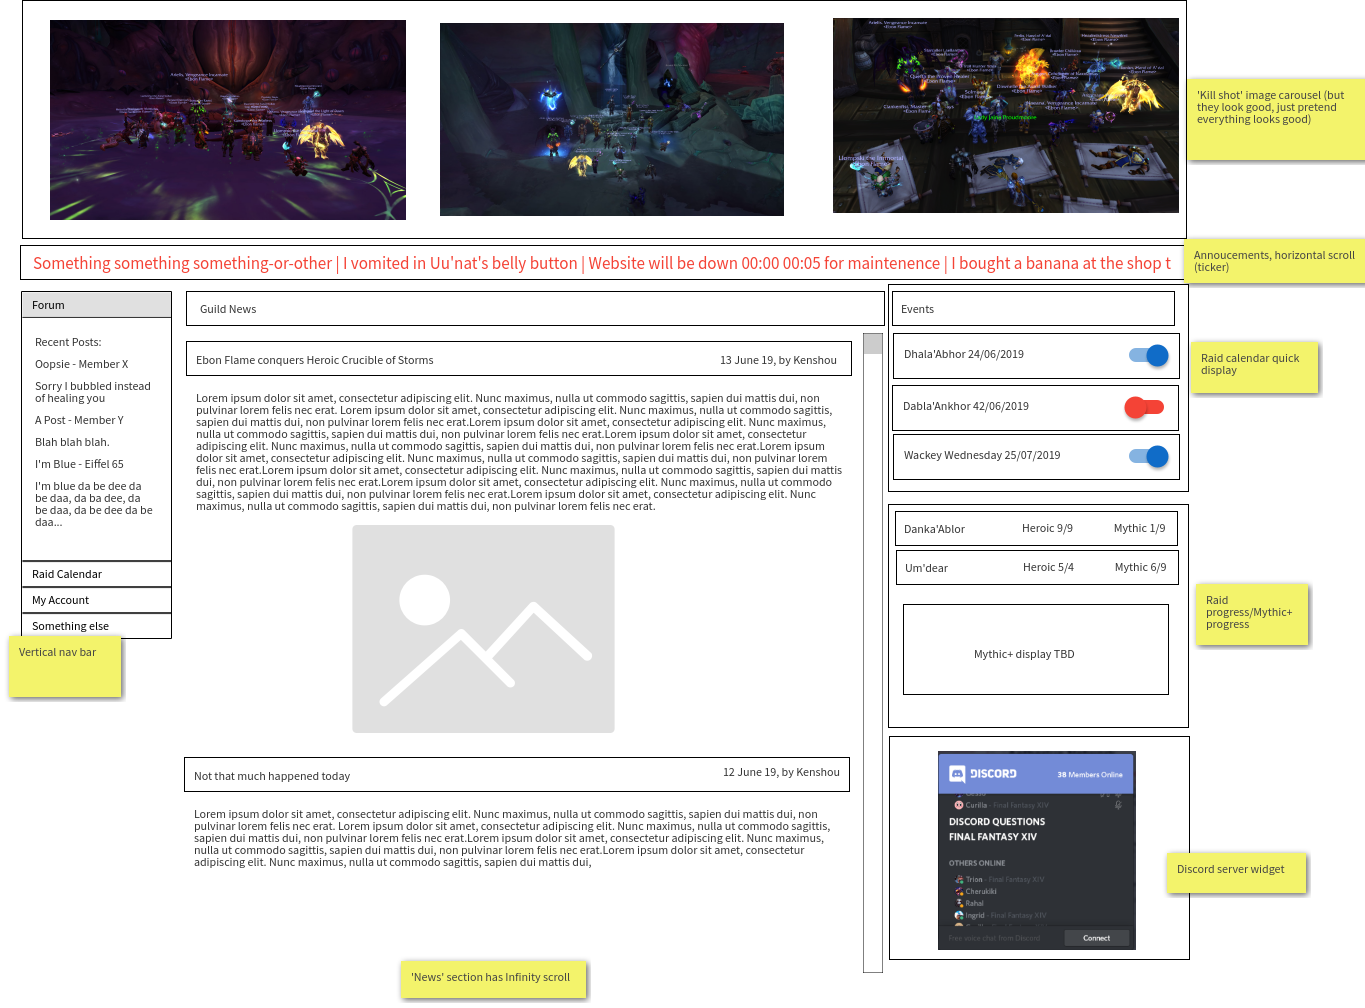 Ariells, Vengeance Incarnate
<Ebon Flame>
'Kill shot' image carousel (but
they look good, just pretend
everything looks good)
Something something something-or-other | I vomited in Uu'nat's belly button | Website will be down 00:00 00:05 for maintenence | I bought a banana at the shop t
Annoucements, horizontal scroll
(ticker)
Forum
Recent Posts:
Oopsie - Member X
Sorry I bubbled instead
of healing you
A Post - Member Y
Blah blah blah.
I'm Blue - Eiffel 65
I'm blue da be dee da
be daa, da ba dee, da
be daa, da be dee da be
daa...
Raid Calendar
My Account
Something else
Vertical nav bar
Guild News
Ebon Flame conquers Heroic Crucible of Storms
13 June 19, by Kenshou
Lorem ipsum dolor sit amet, consectetur adipiscing elit. Nunc maximus, nulla ut commodo sagittis, sapien dui mattis dui, non
pulvinar lorem felis nec erat. Lorem ipsum dolor sit amet, consectetur adipiscing elit. Nunc maximus, nulla ut commodo sagittis,
sapien dui mattis dui, non pulvinar lorem felis nec erat.Lorem ipsum dolor sit amet, consectetur adipiscing elit. Nunc maximus,
nulla ut commodo sagittis, sapien dui mattis dui, non pulvinar lorem felis nec erat.Lorem ipsum dolor sit amet, consectetur
adipiscing elit. Nunc maximus, nulla ut commodo sagittis, sapien dui mattis dui, non pulvinar lorem felis nec erat.Lorem ipsum
dolor sit amet, consectetur adipiscing elit. Nunc maximus, nulla ut commodo sagittis, sapien dui mattis dui, non pulvinar lorem
felis nec erat.Lorem ipsum dolor sit amet, consectetur adipiscing elit. Nunc maximus, nulla ut commodo sagittis, sapien dui mattis
dui, non pulvinar lorem felis nec erat.Lorem ipsum dolor sit amet, consectetur adipiscing elit. Nunc maximus, nulla ut commodo
sagittis, sapien dui mattis dui, non pulvinar lorem felis nec erat.Lorem ipsum dolor sit amet, consectetur adipiscing elit. Nunc
maximus, nulla ut commodo sagittis, sapien dui mattis dui, non pulvinar lorem felis nec erat.
Not that much happened today
12 June 19, by Kenshou
Lorem ipsum dolor sit amet, consectetur adipiscing elit. Nunc maximus, nulla ut commodo sagittis, sapien dui mattis dui, non
pulvinar lorem felis nec erat. Lorem ipsum dolor sit amet, consectetur adipiscing elit. Nunc maximus, nulla ut commodo sagittis,
sapien dui mattis dui, non pulvinar lorem felis nec erat.Lorem ipsum dolor sit amet, consectetur adipiscing elit. Nunc maximus,
nulla ut commodo sagittis, sapien dui mattis dui, non pulvinar lorem felis nec erat.Lorem ipsum dolor sit amet, consectetur
adipiscing elit. Nunc maximus, nulla ut commodo sagittis, sapien dui mattis dui,
'News' section has Infinity scroll
Events
Dhala'Abhor 24/06/2019
Dabla'Ankhor 42/06/2019
Wackey Wednesday 25/07/2019
Raid calendar quick
display
Danka'Ablor Heroic 9/9 Mythic 1/9
Um'dear Heroic 5/4 Mythic 6/9
Mythic+ display TBD
Raid
progress/Mythic+
progress
DISCORD 38 Members Online
Curilla - Final Fantasy XIV
DISCORD QUESTIONS
FINAL FANTASY XIV
OTHERS ONLINE
Trion - Final Fantasy XIV
Cherukiki
Rahal
Ingrid - Final Fantasy XIV
Free voice chat from Discord Connect
Discord server widget